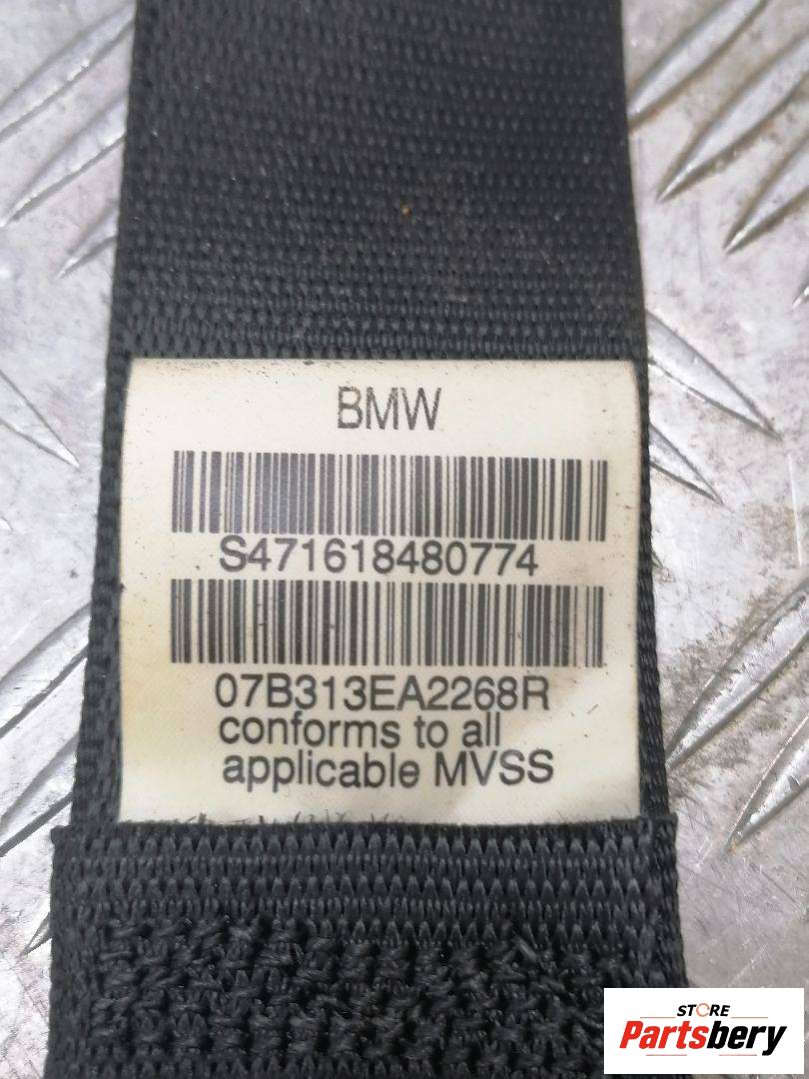 BMW
S471618480774
07B313EA2268R
conforms to all
applicable MVSS
STORE
Partsbery